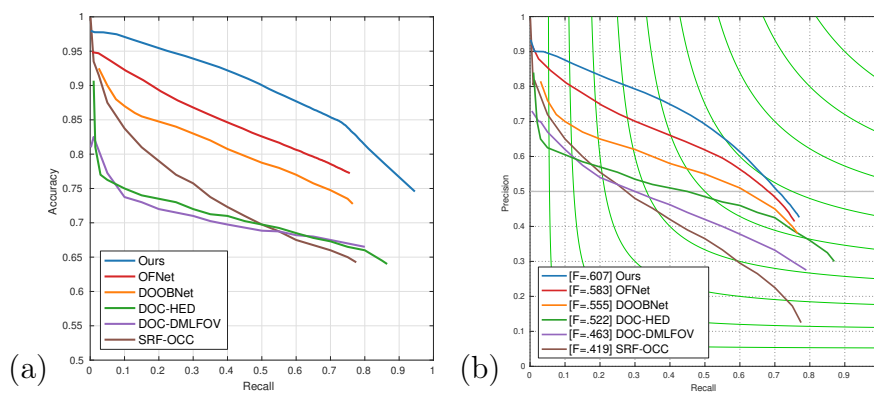 1
0.95
0.9
0.85
0.8
0.75
0.7
0.65
0.6
0.55
0.5
Accuracy
0 0.1 0.2 0.3 0.4 0.5 0.6 0.7 0.8 0.9 1
Recall
Ours
OFNet
DOOBNet
DOC-HED
DOC-DMLFOV
SRF-OCC
(a)
1
0.9
0.8
0.7
0.6
0.5
0.4
0.3
0.2
0.1
0
Precision
0 0.1 0.2 0.3 0.4 0.5 0.6 0.7 0.8 0.9
Recall
[F=.607] Ours
[F=.583] OFNet
[F=.555] DOOBNet
[F=.522] DOC-HED
[F=.463] DOC-DMLFOV
[F=.419] SRF-OCC
(b)